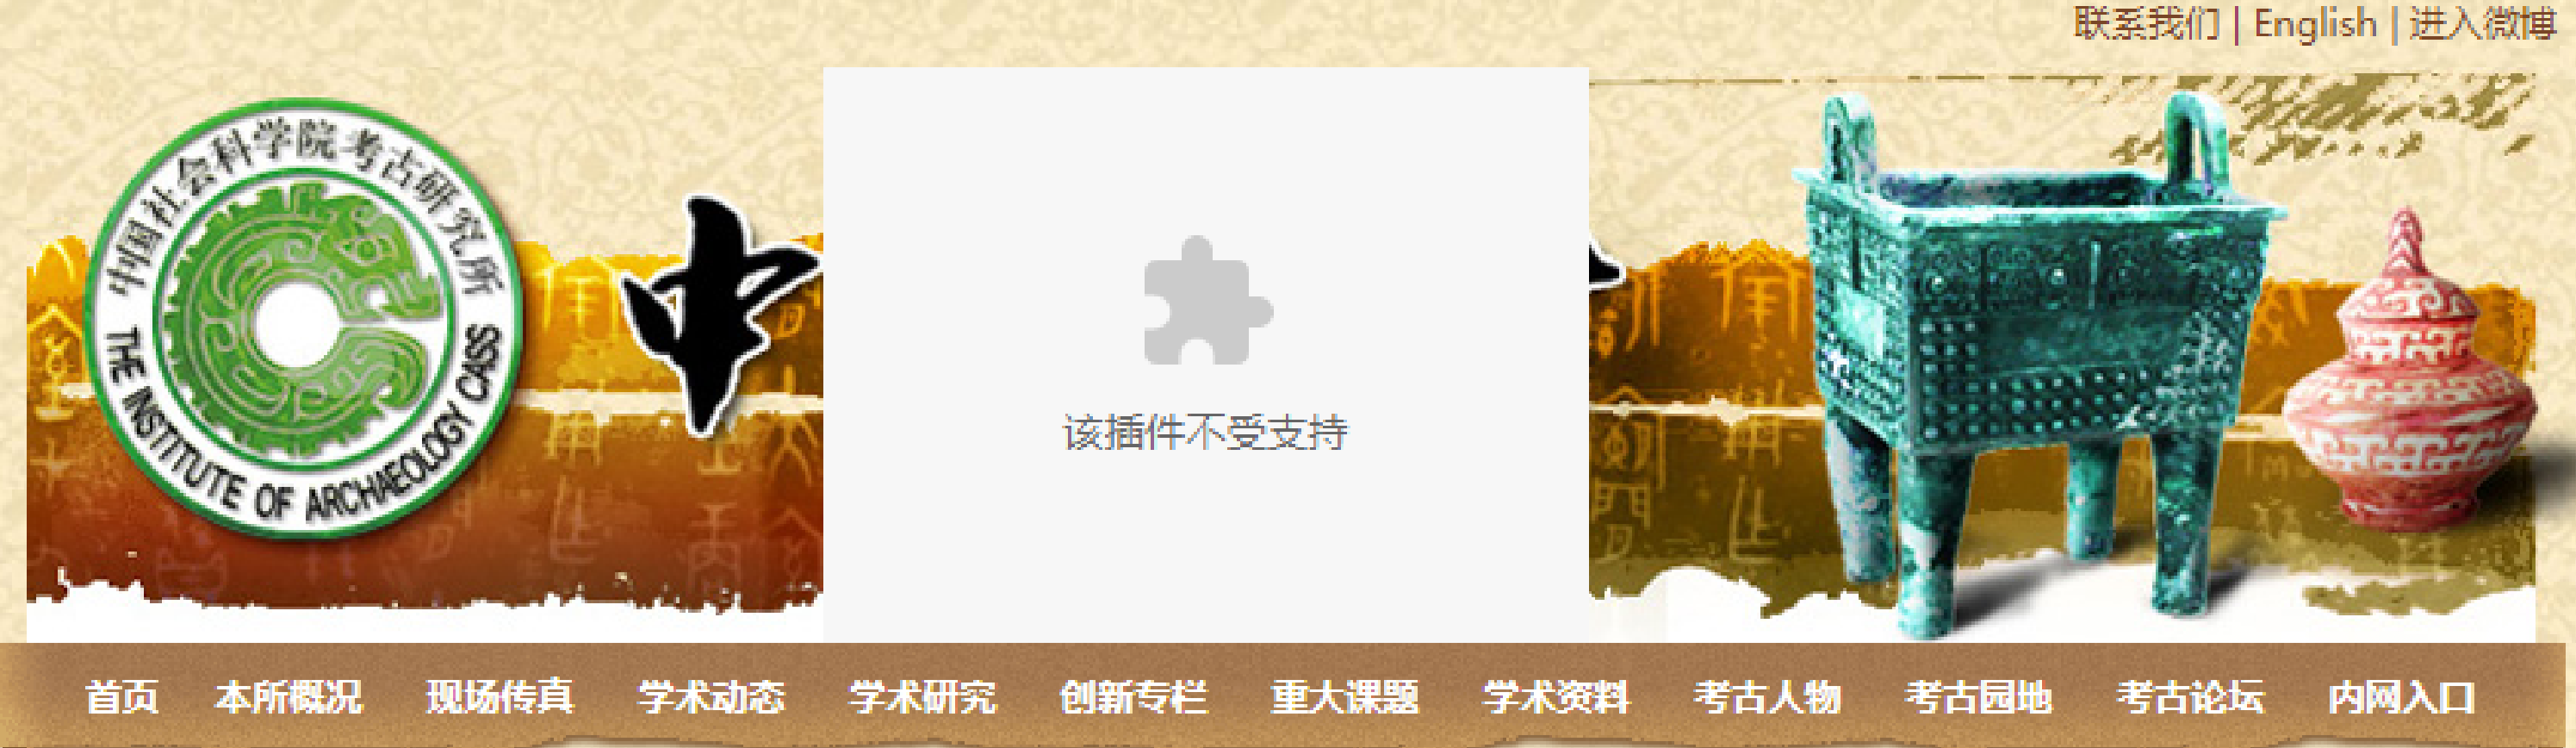 联系我们 | English | 进入微博
中国社会科学院考古研究所
THE INSTITUTE OF ARCHAEOLOGY CASS
中
该插件不受支持
首页 本所概况 现场传真 学术动态 学术研究 创新专栏 重大课题 学术资料 考古人物 考古园地 考古论坛 内网入口